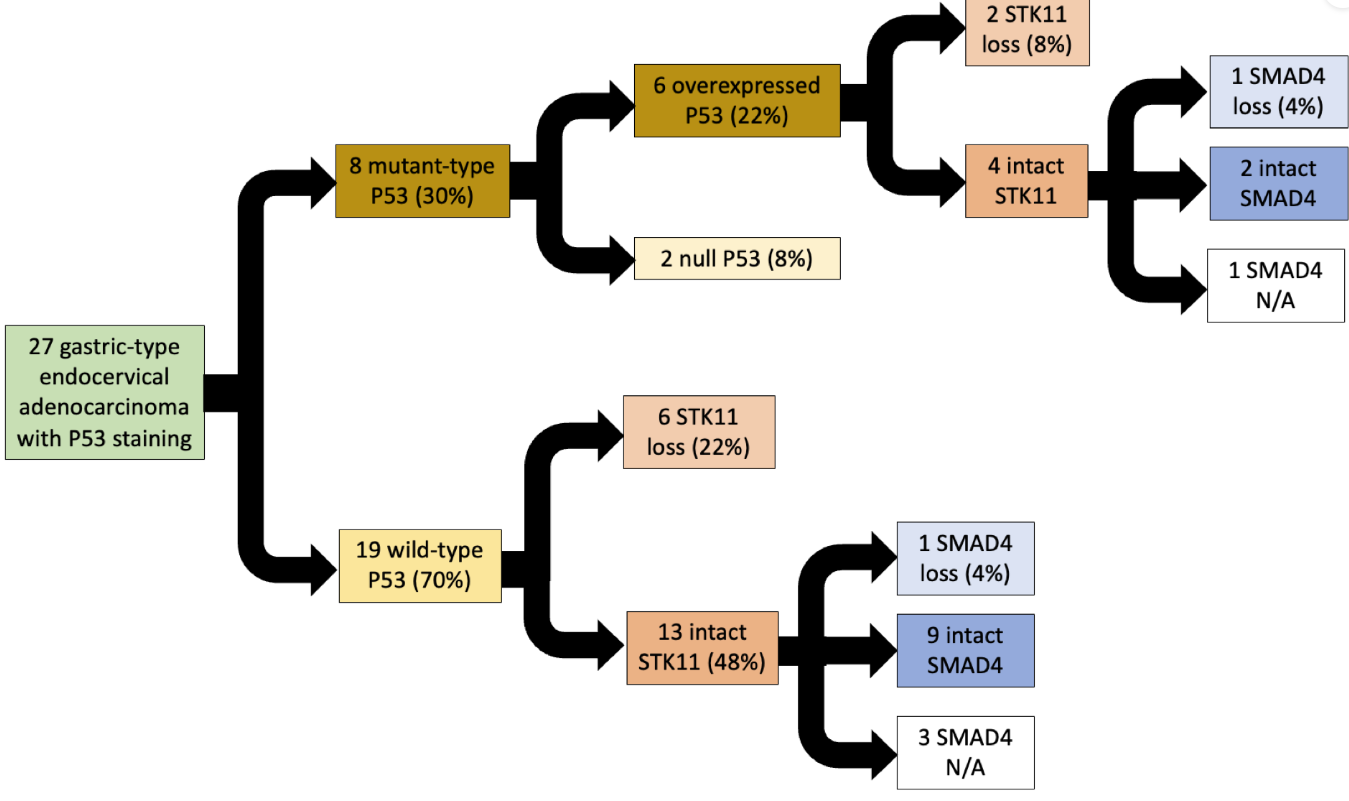 27 gastric-type
endocervical
adenocarcinoma
with P53 staining
8 mutant-type
P53 (30%)
6 overexpressed
P53 (22%)
2 STK11
loss (8%)
4 intact
STK11
1 SMAD4
loss (4%)
2 intact
SMAD4
1 SMAD4
N/A
2 null P53 (8%)
19 wild-type
P53 (70%)
6 STK11
loss (22%)
13 intact
STK11 (48%)
1 SMAD4
loss (4%)
9 intact
SMAD4
3 SMAD4
N/A